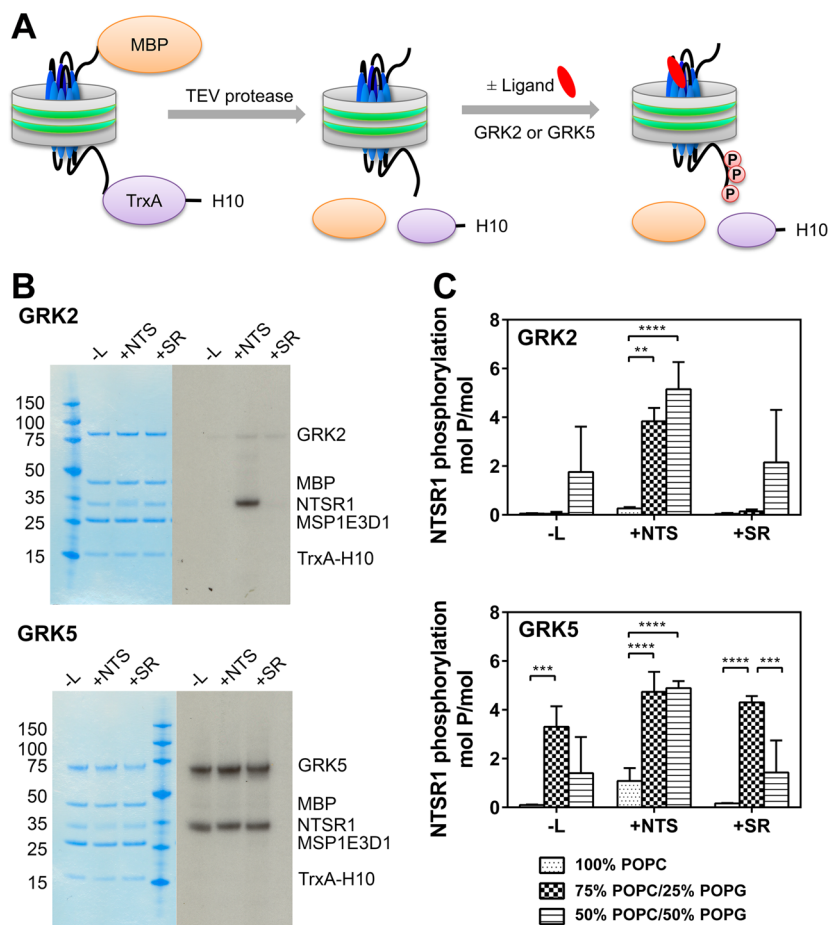 A
MBP
TEV protease
± Ligand
GRK2 or GRK5
TrxA
H10
H10
H10
P
P
P
B
GRK2
-L
+NTS
+SR
-L
+NTS
+SR
150
100
75
50
35
25
15
GRK2
MBP
NTSR1
MSP1E3D1
TrxA-H10
GRK5
-L
+NTS
+SR
-L
+NTS
+SR
150
100
75
50
35
25
15
GRK5
MBP
NTSR1
MSP1E3D1
TrxA-H10
C
NTSR1 phosphorylation
mol P/mol
8
6
4
2
0
GRK2
****
**
-L
+NTS
+SR
NTSR1 phosphorylation
mol P/mol
8
6
4
2
0
GRK5
***
****
****
**** ***
-L
+NTS
+SR
100% POPC
75% POPC/25% POPG
50% POPC/50% POPG